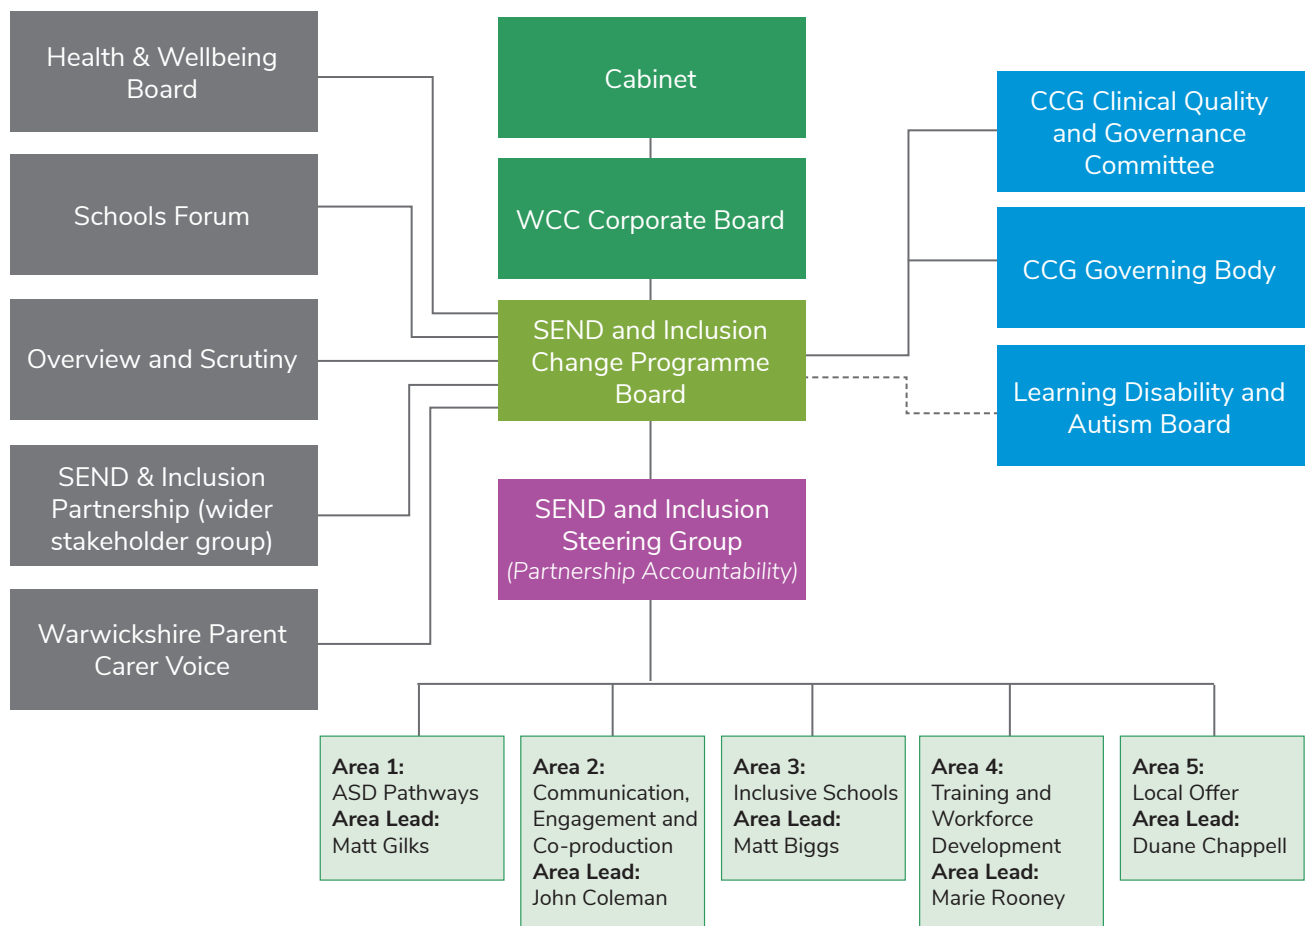 Health & Wellbeing
Board
Schools Forum
Overview and Scrutiny
SEND & Inclusion
Partnership (wider
stakeholder group)
Warwickshire Parent
Carer Voice
Cabinet
WCC Corporate Board
SEND and Inclusion
Change Programme
Board
SEND and Inclusion
Steering Group
(Partnership Accountability)
CCG Clinical Quality
and Governance
Committee
CCG Governing Body
Learning Disability and
Autism Board
Area 1:
ASD Pathways
Area Lead:
Matt Gilks
Area 2:
Communication,
Engagement and
Co-production
Area Lead:
John Coleman
Area 3:
Inclusive Schools
Area Lead:
Matt Biggs
Area 4:
Training and
Workforce
Development
Area Lead:
Marie Rooney
Area 5:
Local Offer
Area Lead:
Duane Chappell